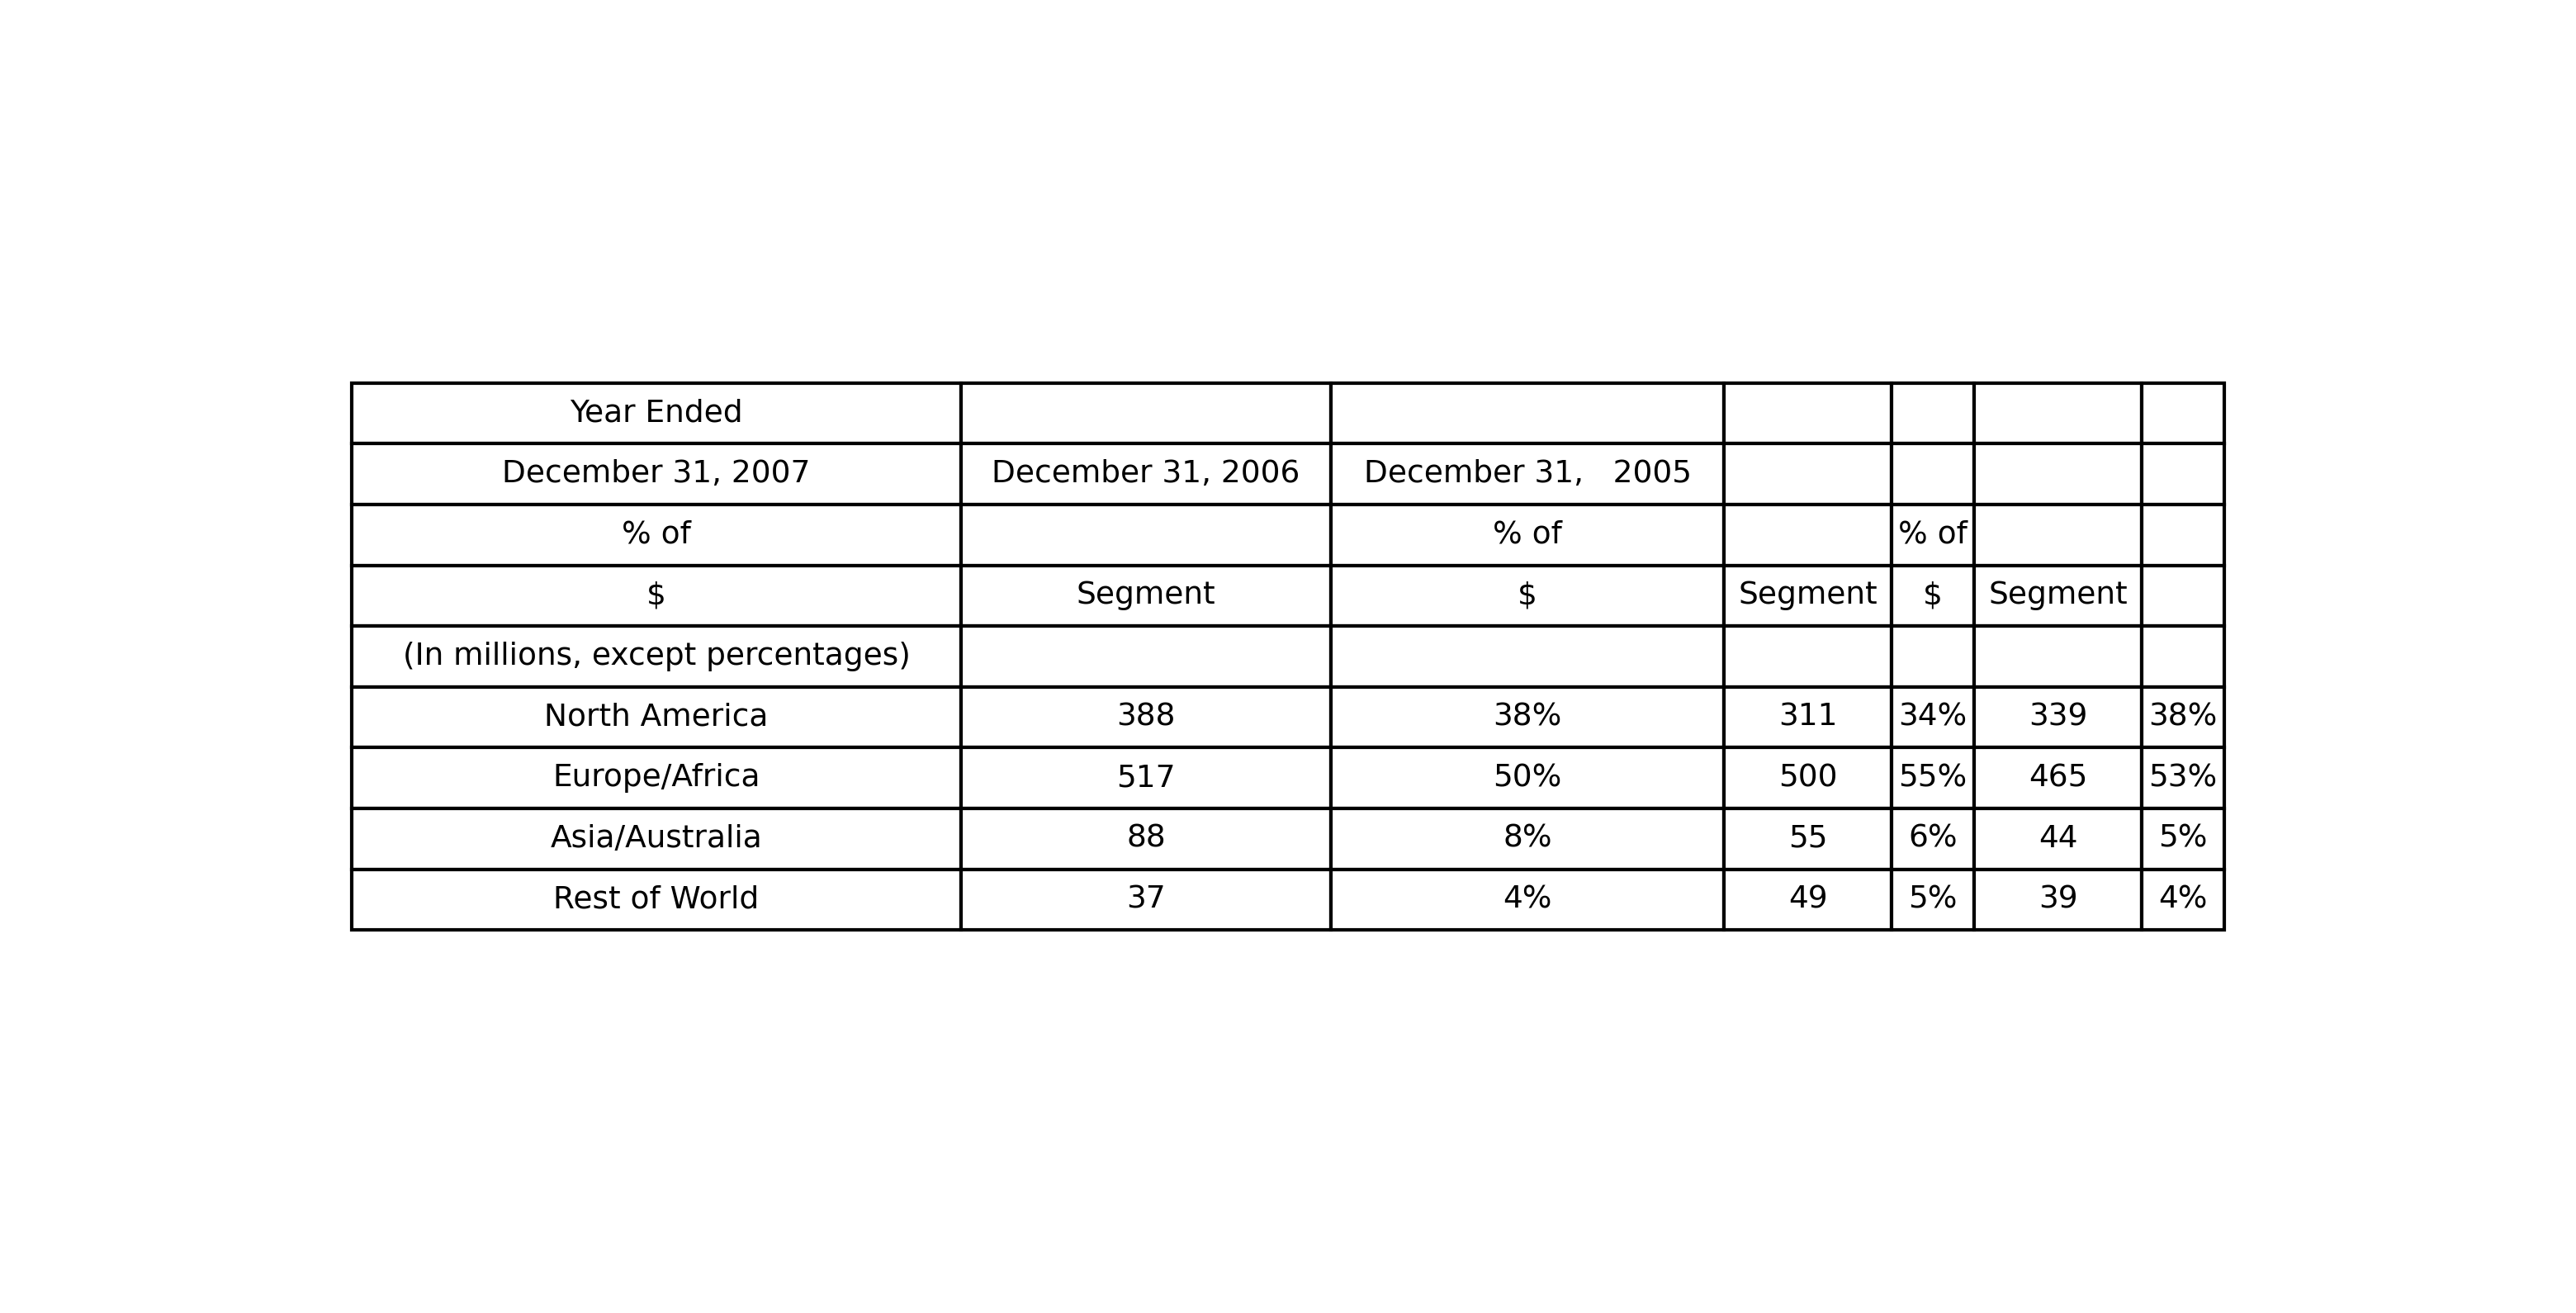 Year Ended
December 31, 2007 December 31, 2006 December 31,   2005
% of % of % of
$ Segment $ Segment $ Segment
(In millions, except percentages)
North America 388 38% 311 34% 339 38%
Europe/Africa 517 50% 500 55% 465 53%
Asia/Australia 88 8% 55 6% 44 5%
Rest of World 37 4% 49 5% 39 4%